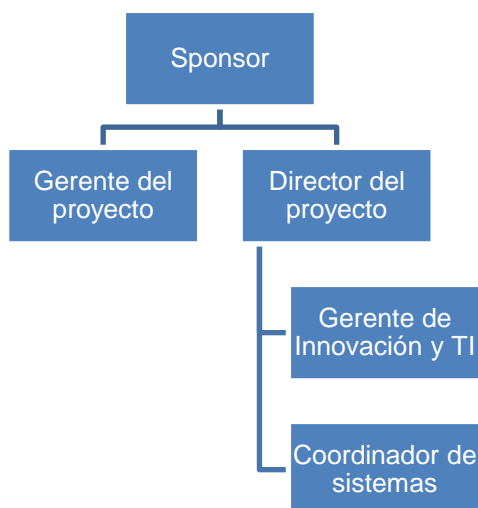 Sponsor
Gerente del
proyecto
Director del
proyecto
Gerente de
Innovación y TI
Coordinador de
sistemas